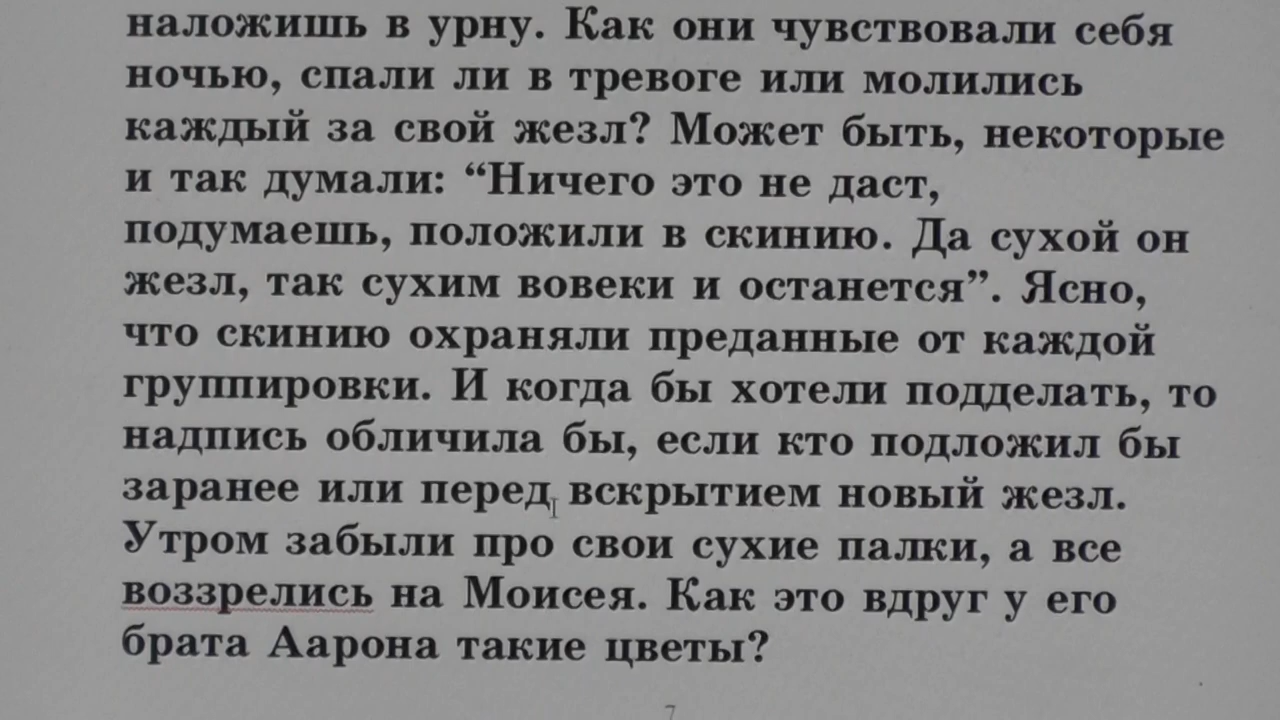 наложишь в урну. Как они чувствовали себя
ночью, спали ли в тревоге или молились
каждый за свой жезл? Может быть, некоторые
и так думали: “Ничего это не даст,
подумаешь, положили в скинию. Да сухой он
жезл, так сухим вовеки и останется”. Ясно,
что скинию охраняли преданные от каждой
группировки. И когда бы хотели подделать, то
надпись обличила бы, если кто подложил бы
заранее или перед вскрытием новый жезл.
Утром забыли про свои сухие палки, а все
воззрелись на Моисея. Как это вдруг у его
брата Аарона такие цветы?
7